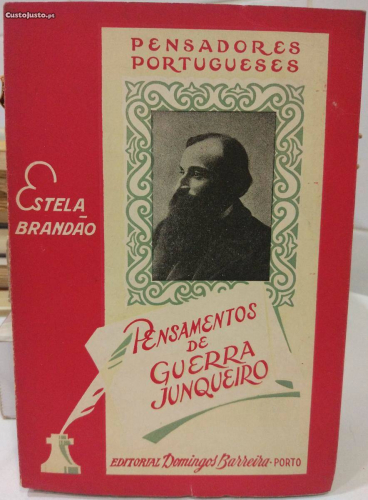 CustoJusto.pt
PENSADORES
PORTUGUESES
ESTELA
BRANDÃO
PENSAMENTOS
DE
GUERRA
JUNQUEIRO
EDITORIAL Domingos Barreira - PORTO